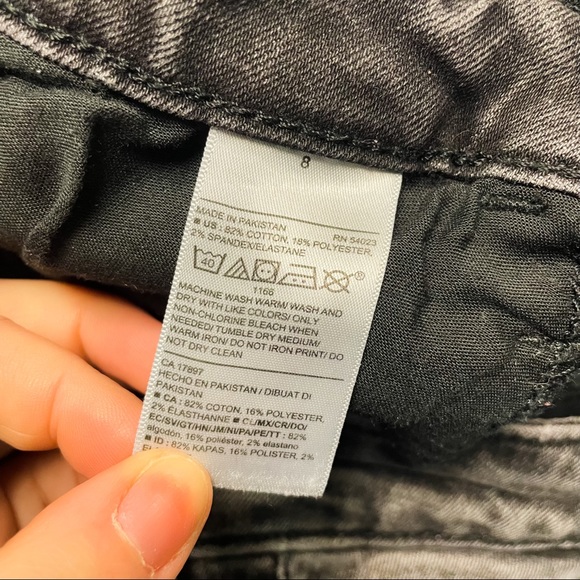 8
MADE IN PAKISTAN RN 54023
■ US: 82% COTTON, 18% POLYESTER,
2% SPANDEX/ELASTANE
40
1166
MACHINE WASH WARM/ WASH AND
DRY WITH LIKE COLORS/ ONLY
NON-CHLORINE BLEACH WHEN
NEEDED/ TUMBLE DRY MEDIUM/
WARM IRON/ DO NOT IRON PRINT/ DO
NOT DRY CLEAN
CA 17897
HECHO EN PAKISTAN / DIBUAT DI
PAKISTAN
■ CA: 82% COTTON, 16% POLYESTER,
2% ÉLASTHANNE ■ CL/MX/CR/DO/
EC/SV/GT/HN/JM/NI/PA/PE/TT: 82%
algodón, 16% poliéster, 2% elastano
■ ID: 82% KAPAS, 16% POLISTER, 2%